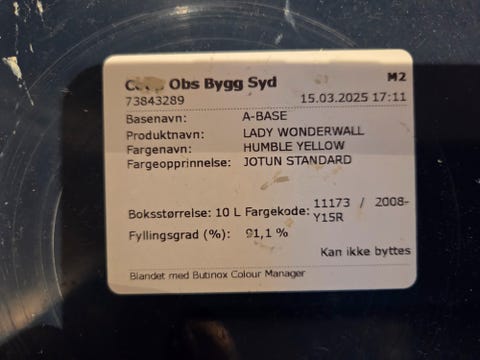 Obs Bygg Syd M2
73843289 15.03.2025 17:11
Basenavn: A-BASE
Produktnavn: LADY WONDERWALL
Fargenavn: HUMBLE YELLOW
Fargeopprinnelse: JOTUN STANDARD
Boksstørrelse: 10 L Fargekode: 11173 / 2008-
Y15R
Fyllingsgrad (%): 91,1 %
Kan ikke byttes
Blandet med Butinox Colour Manager